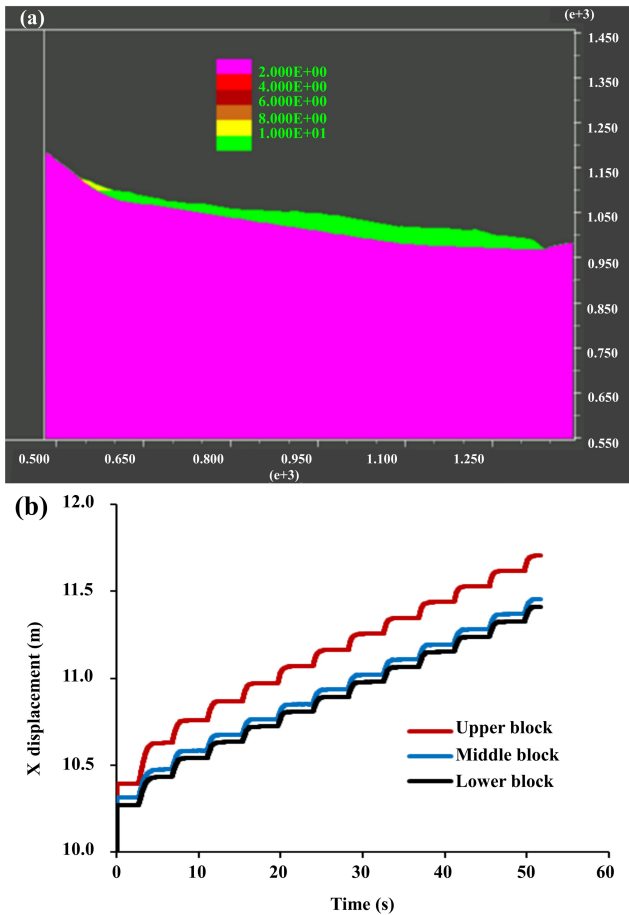 (a)
(e+3)
1.450
1.350
1.250
1.150
1.050
0.950
0.850
0.750
0.650
0.550
2.000E+00
4.000E+00
6.000E+00
8.000E+00
1.000E+01
0.500 0.650 0.800 0.950 1.100 1.250
(e+3)
(b)
12.0
11.5
11.0
10.5
10.0
X displacement (m)
Upper block
Middle block
Lower block
0 10 20 30 40 50 60
Time (s)